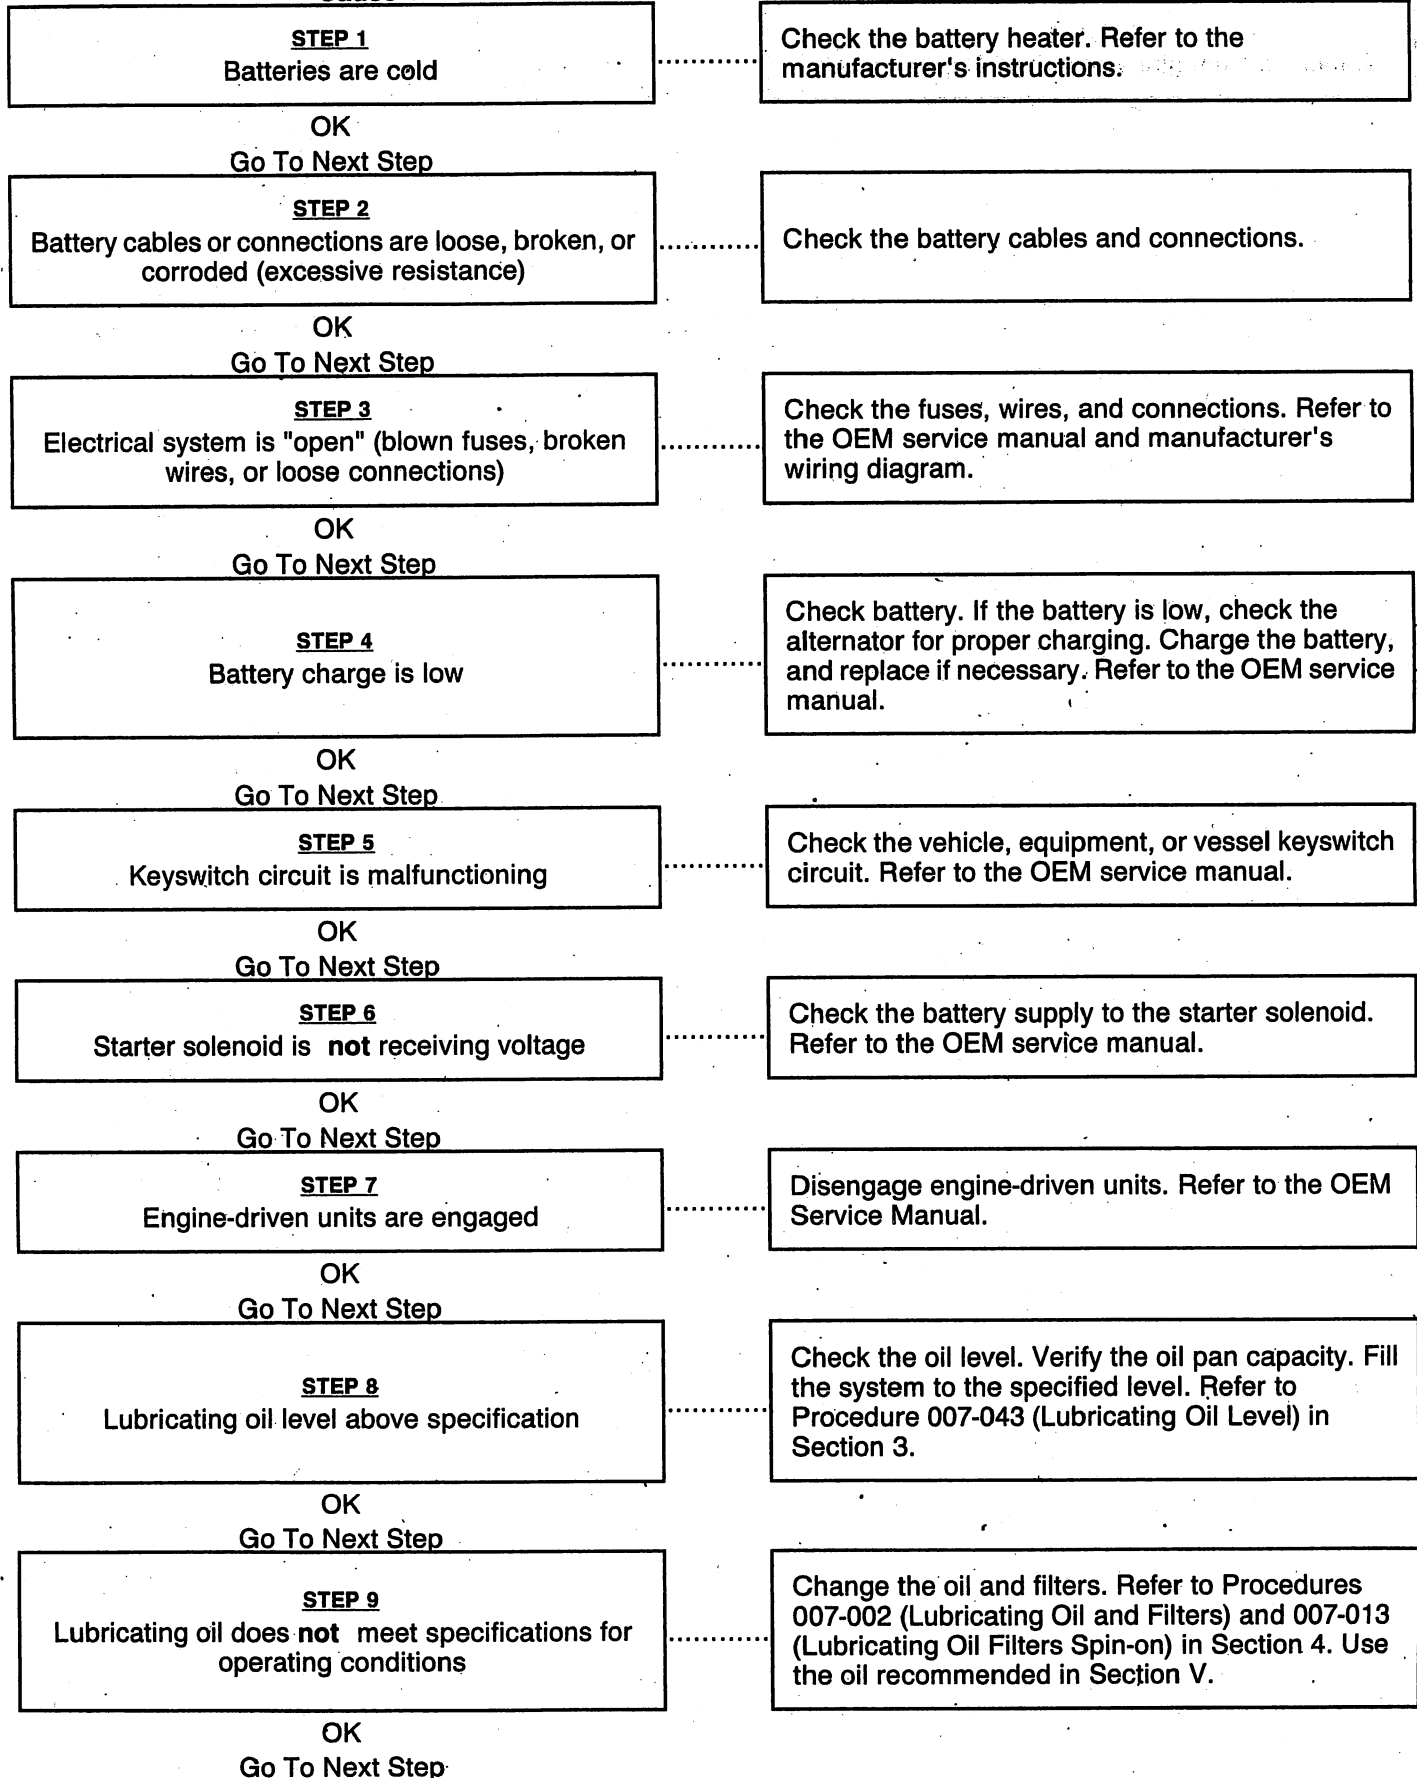 STEP 1
Batteries are cold
Check the battery heater. Refer to the
manufacturer's instructions.
OK
Go To Next Step
STEP 2
Battery cables or connections are loose, broken, or
corroded (excessive resistance)
Check the battery cables and connections.
OK
Go To Next Step
STEP 3
Electrical system is "open" (blown fuses, broken
wires, or loose connections)
Check the fuses, wires, and connections. Refer to
the OEM service manual and manufacturer's
wiring diagram.
OK
Go To Next Step
STEP 4
Battery charge is low
Check battery. If the battery is low, check the
alternator for proper charging. Charge the battery,
and replace if necessary. Refer to the OEM service
manual.
OK
Go To Next Step
STEP 5
Keyswitch circuit is malfunctioning
Check the vehicle, equipment, or vessel keyswitch
circuit. Refer to the OEM service manual.
OK
Go To Next Step
STEP 6
Starter solenoid is not receiving voltage
Check the battery supply to the starter solenoid.
Refer to the OEM service manual.
OK
Go To Next Step
STEP 7
Engine-driven units are engaged
Disengage engine-driven units. Refer to the OEM
Service Manual.
OK
Go To Next Step
STEP 8
Lubricating oil level above specification
Check the oil level. Verify the oil pan capacity. Fill
the system to the specified level. Refer to
Procedure 007-043 (Lubricating Oil Level) in
Section 3.
OK
Go To Next Step
STEP 9
Lubricating oil does not meet specifications for
operating conditions
Change the oil and filters. Refer to Procedures
007-002 (Lubricating Oil and Filters) and 007-013
(Lubricating Oil Filters Spin-on) in Section 4. Use
the oil recommended in Section V.
OK
Go To Next Step